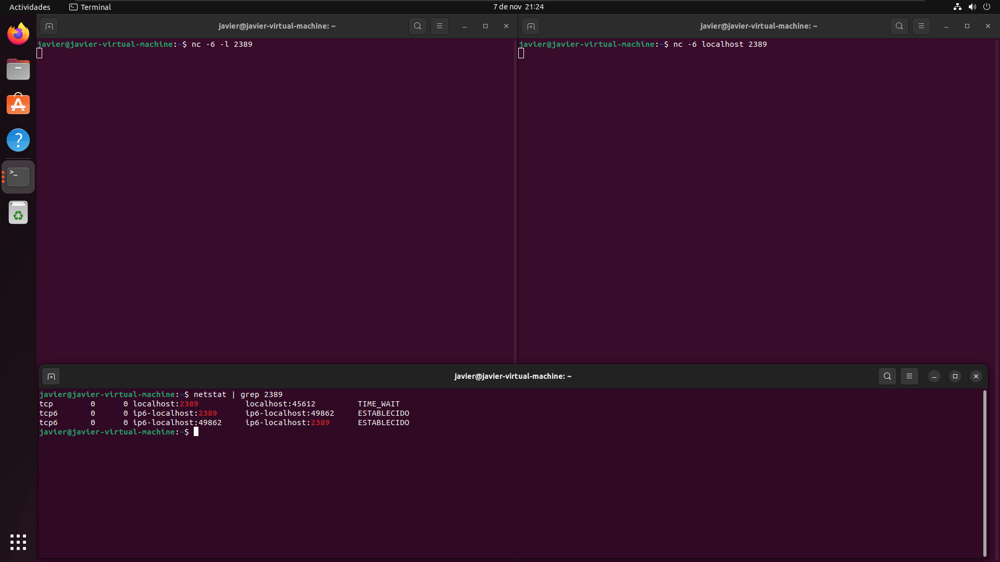 Actividades Terminal 7 de nov 21:24
javier@javier-virtual-machine: ~
javier@javier-virtual-machine:~$ nc -6 -l 2389
javier@javier-virtual-machine: ~
javier@javier-virtual-machine:~$ nc -6 localhost 2389
javier@javier-virtual-machine: ~
javier@javier-virtual-machine:~$ netstat | grep 2389
tcp 0 0 localhost:2389 localhost:45612 TIME_WAIT
tcp6 0 0 ip6-localhost:2389 ip6-localhost:49862 ESTABLECIDO
tcp6 0 0 ip6-localhost:49862 ip6-localhost:2389 ESTABLECIDO
javier@javier-virtual-machine:~$